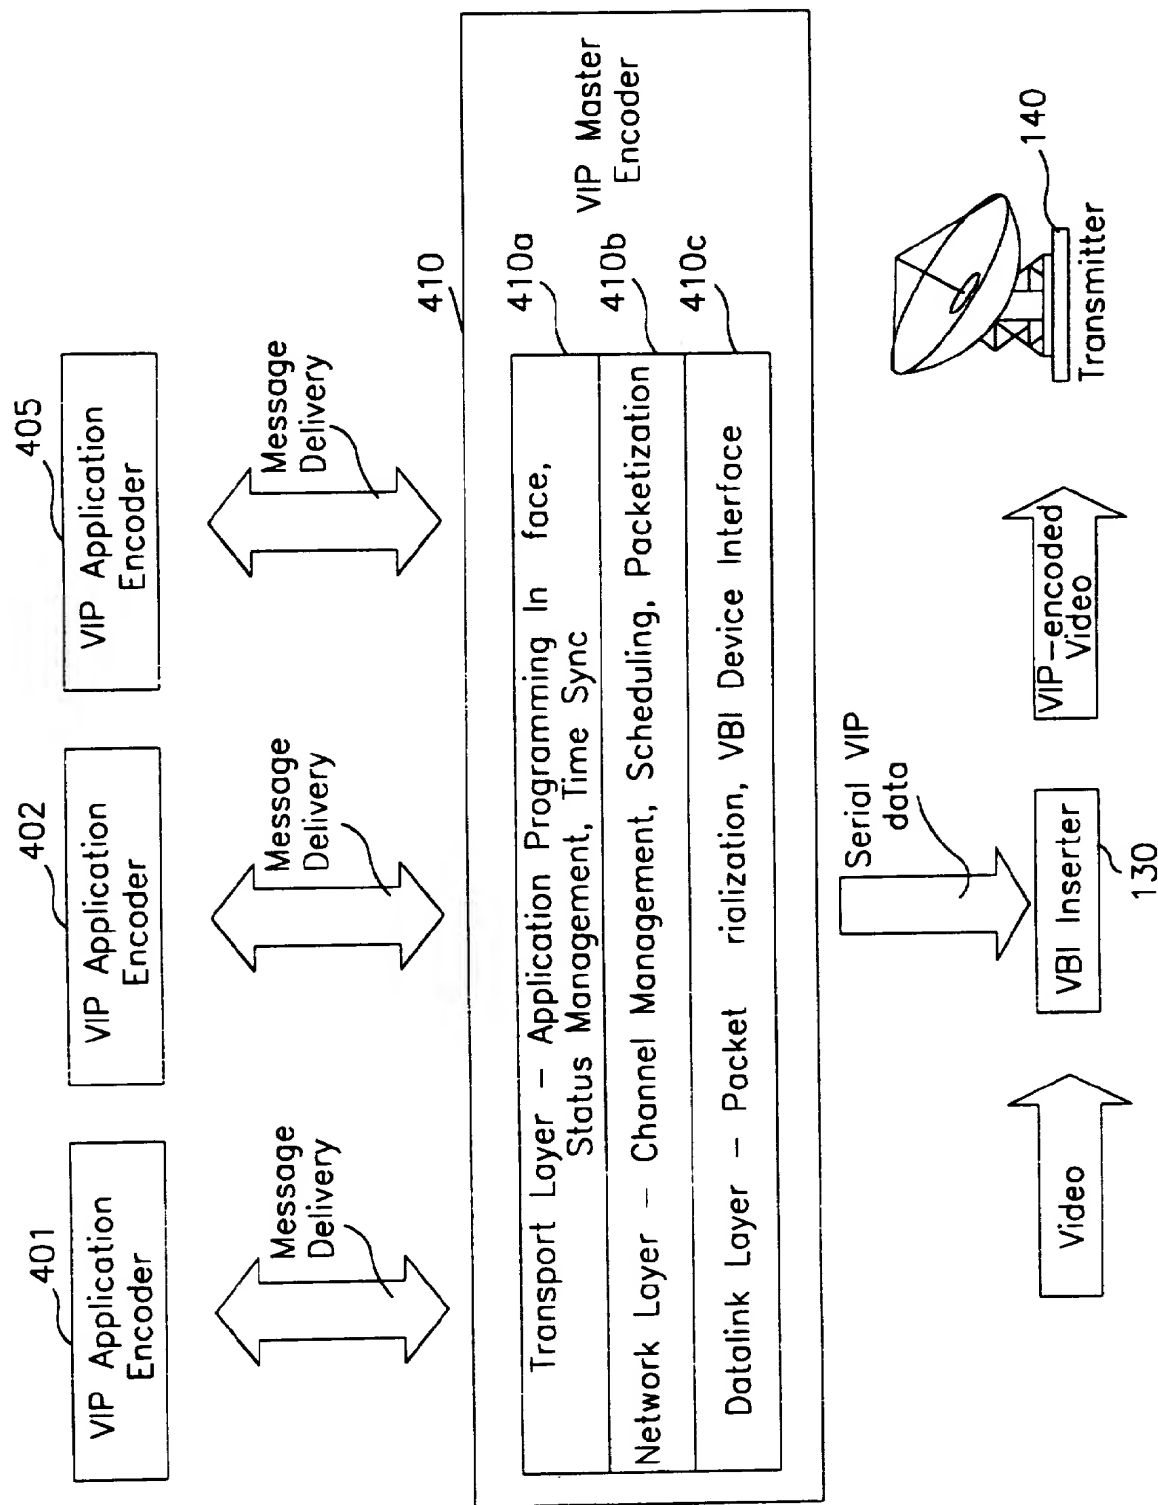 401
VIP Application
Encoder
402
VIP Application
Encoder
405
VIP Application
Encoder
Message
Delivery
Message
Delivery
Message
Delivery
410
Transport Layer – Application Programming In face,
Status Management, Time Sync
410a
Network Layer – Channel Management, Scheduling, Packetization
410b
Datalink Layer – Packet rialization, VBI Device Interface
410c
VIP Master
Encoder
Serial VIP
data
Video
VBI Inserter
130
VIP–encoded
Video
Transmitter
140